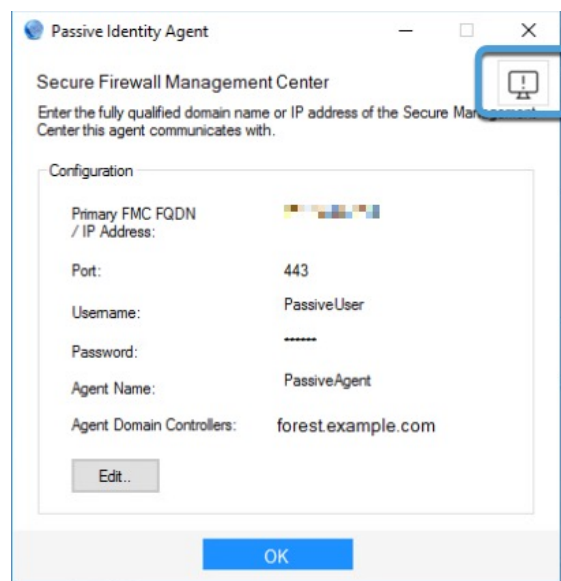 Passive Identity Agent
Secure Firewall Management Center
Enter the fully qualified domain name or IP address of the Secure
Center this agent communicates with.
Configuration
Primary FMC FQDN
/ IP Address:
Port: 443
Username: PassiveUser
Password: ••••••
Agent Name: PassiveAgent
Agent Domain Controllers: forest.example.com
Edit..
OK